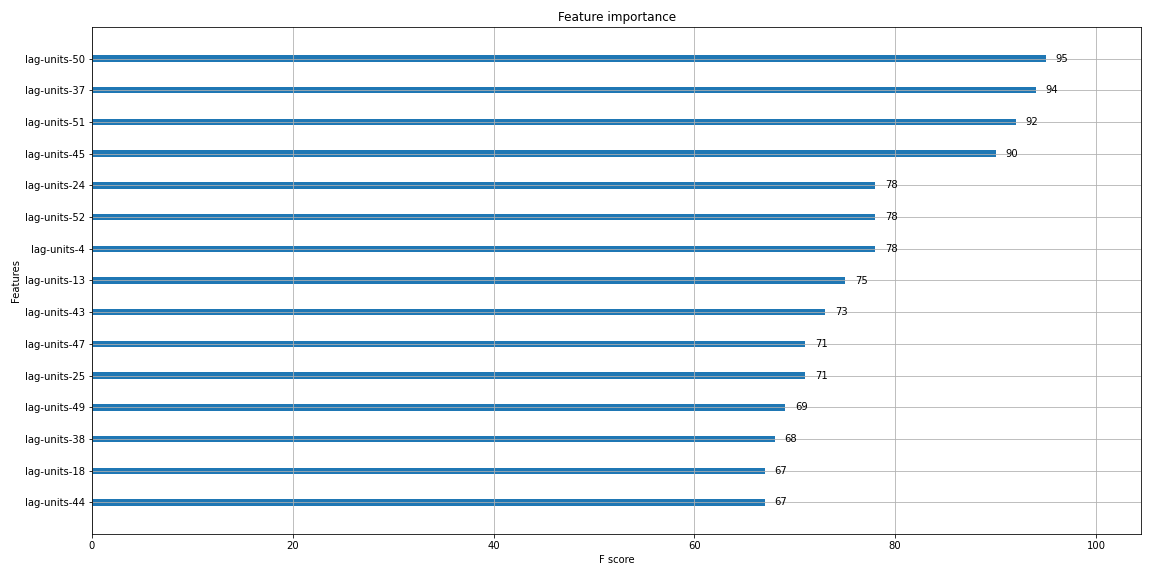 Feature importance
Features
lag-units-50 95
lag-units-37 94
lag-units-51 92
lag-units-45 90
lag-units-24 78
lag-units-52 78
lag-units-4 78
lag-units-13 75
lag-units-43 73
lag-units-47 71
lag-units-25 71
lag-units-49 69
lag-units-38 68
lag-units-18 67
lag-units-44 67
0 20 40 60 80 100
F score